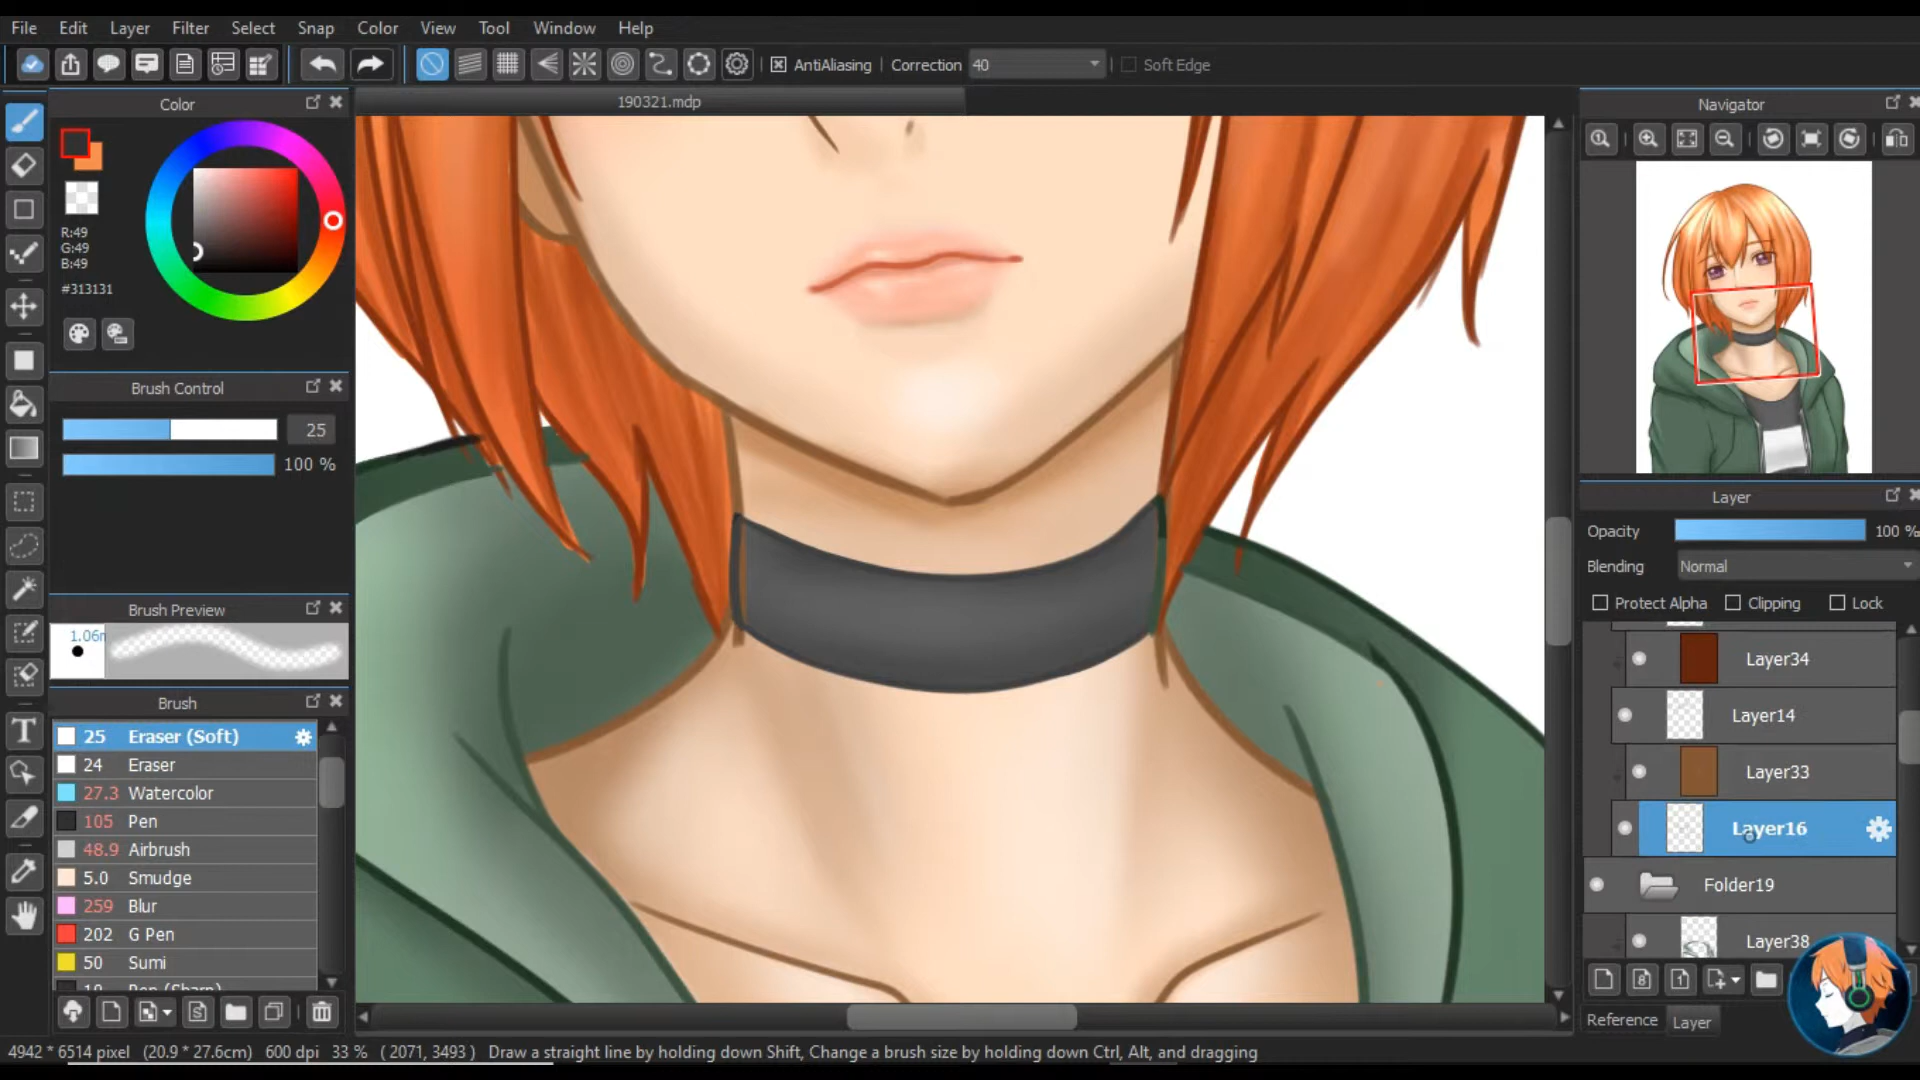 File Edit Layer Filter Select Snap Color View Tool Window Help
AntiAliasing Correction 40 Soft Edge
Color
190321.mdp
Navigator
R:49
G:49
B:49
#313131
Brush Control
25
100 %
Layer
Opacity 100 %
Blending Normal
Protect Alpha Clipping Lock
Brush Preview
Layer34
Brush
Layer14
25 Eraser (Soft)
24 Eraser
Layer33
27.3 Watercolor
105 Pen
Layer16
48.9 Airbrush
5.0 Smudge
Folder19
259 Blur
202 G Pen
Layer38
50 Sumi
Reference Layer
4942 * 6514 pixel (20.9 * 27.6cm) 600 dpi 33 % ( 2071, 3493 ) Draw a straight line by holding down Shift, Change a brush size by holding down Ctrl, Alt, and dragging